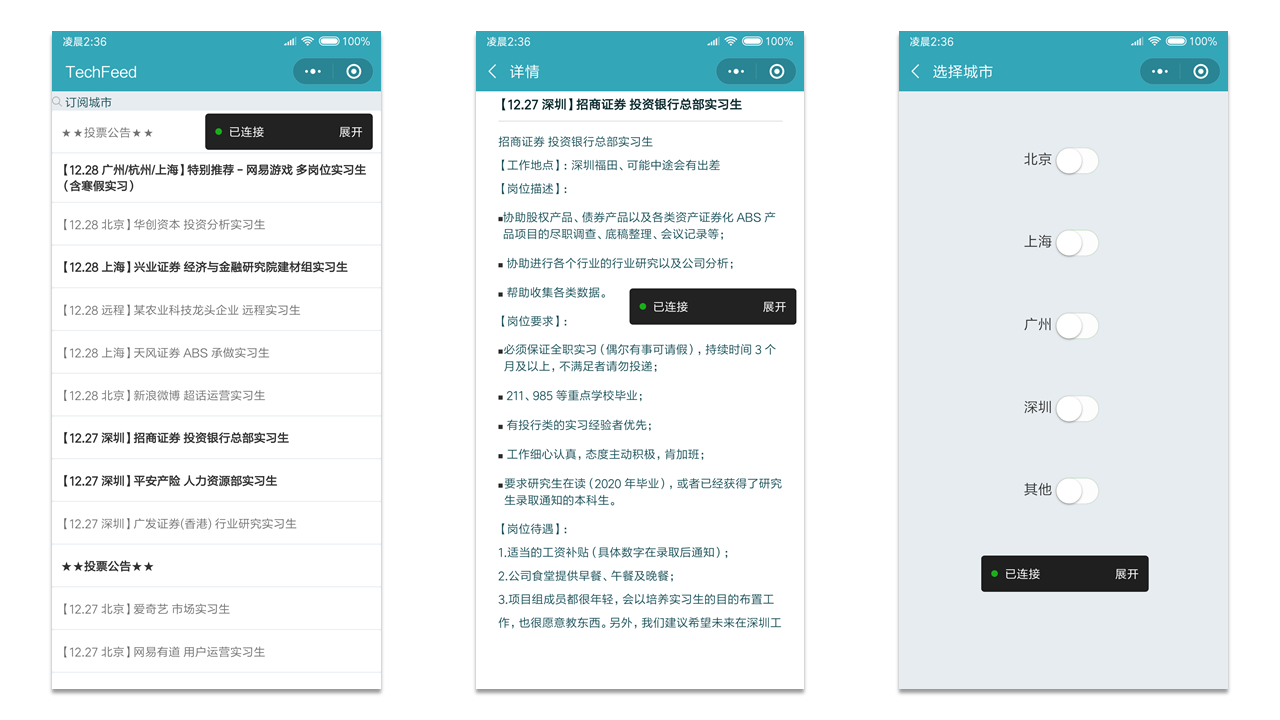 凌晨2:36
100%
TechFeed
订阅城市
★★投票公告★★
已连接
展开
【12.28 广州/杭州/上海】特别推荐 - 网易游戏 多岗位实习生
（含寒假实习）
【12.28 北京】华创资本 投资分析实习生
【12.28 上海】兴业证券 经济与金融研究院建材组实习生
【12.28 远程】某农业科技龙头企业 远程实习生
【12.28 上海】天风证券 ABS 承做实习生
【12.28 北京】新浪微博 超话运营实习生
【12.27 深圳】招商证券 投资银行总部实习生
【12.27 深圳】平安产险 人力资源部实习生
【12.27 深圳】广发证券(香港) 行业研究实习生
★★投票公告★★
【12.27 北京】爱奇艺 市场实习生
【12.27 北京】网易有道 用户运营实习生
凌晨2:36
100%
详情
【12.27 深圳】招商证券 投资银行总部实习生
招商证券 投资银行总部实习生
【工作地点】：深圳福田、可能中途会有出差
【岗位描述】：
▪协助股权产品、债券产品以及各类资产证券化 ABS 产
品项目的尽职调查、底稿整理、会议记录等；
▪ 协助进行各个行业的行业研究以及公司分析；
▪ 帮助收集各类数据。
已连接
展开
【岗位要求】：
▪必须保证全职实习（偶尔有事可请假），持续时间 3 个
月及以上，不满足者请勿投递；
▪ 211、985 等重点学校毕业；
▪ 有投行类的实习经验者优先；
▪ 工作细心认真，态度主动积极，肯加班；
▪要求研究生在读（2020 年毕业），或者已经获得了研究
生录取通知的本科生。
【岗位待遇】：
1.适当的工资补贴（具体数字在录取后通知）；
2.公司食堂提供早餐、午餐及晚餐；
3.项目组成员都很年轻，会以培养实习生的目的布置工
作，也很愿意教东西。另外，我们建议希望未来在深圳工
凌晨2:36
100%
选择城市
北京
上海
广州
深圳
其他
已连接
展开